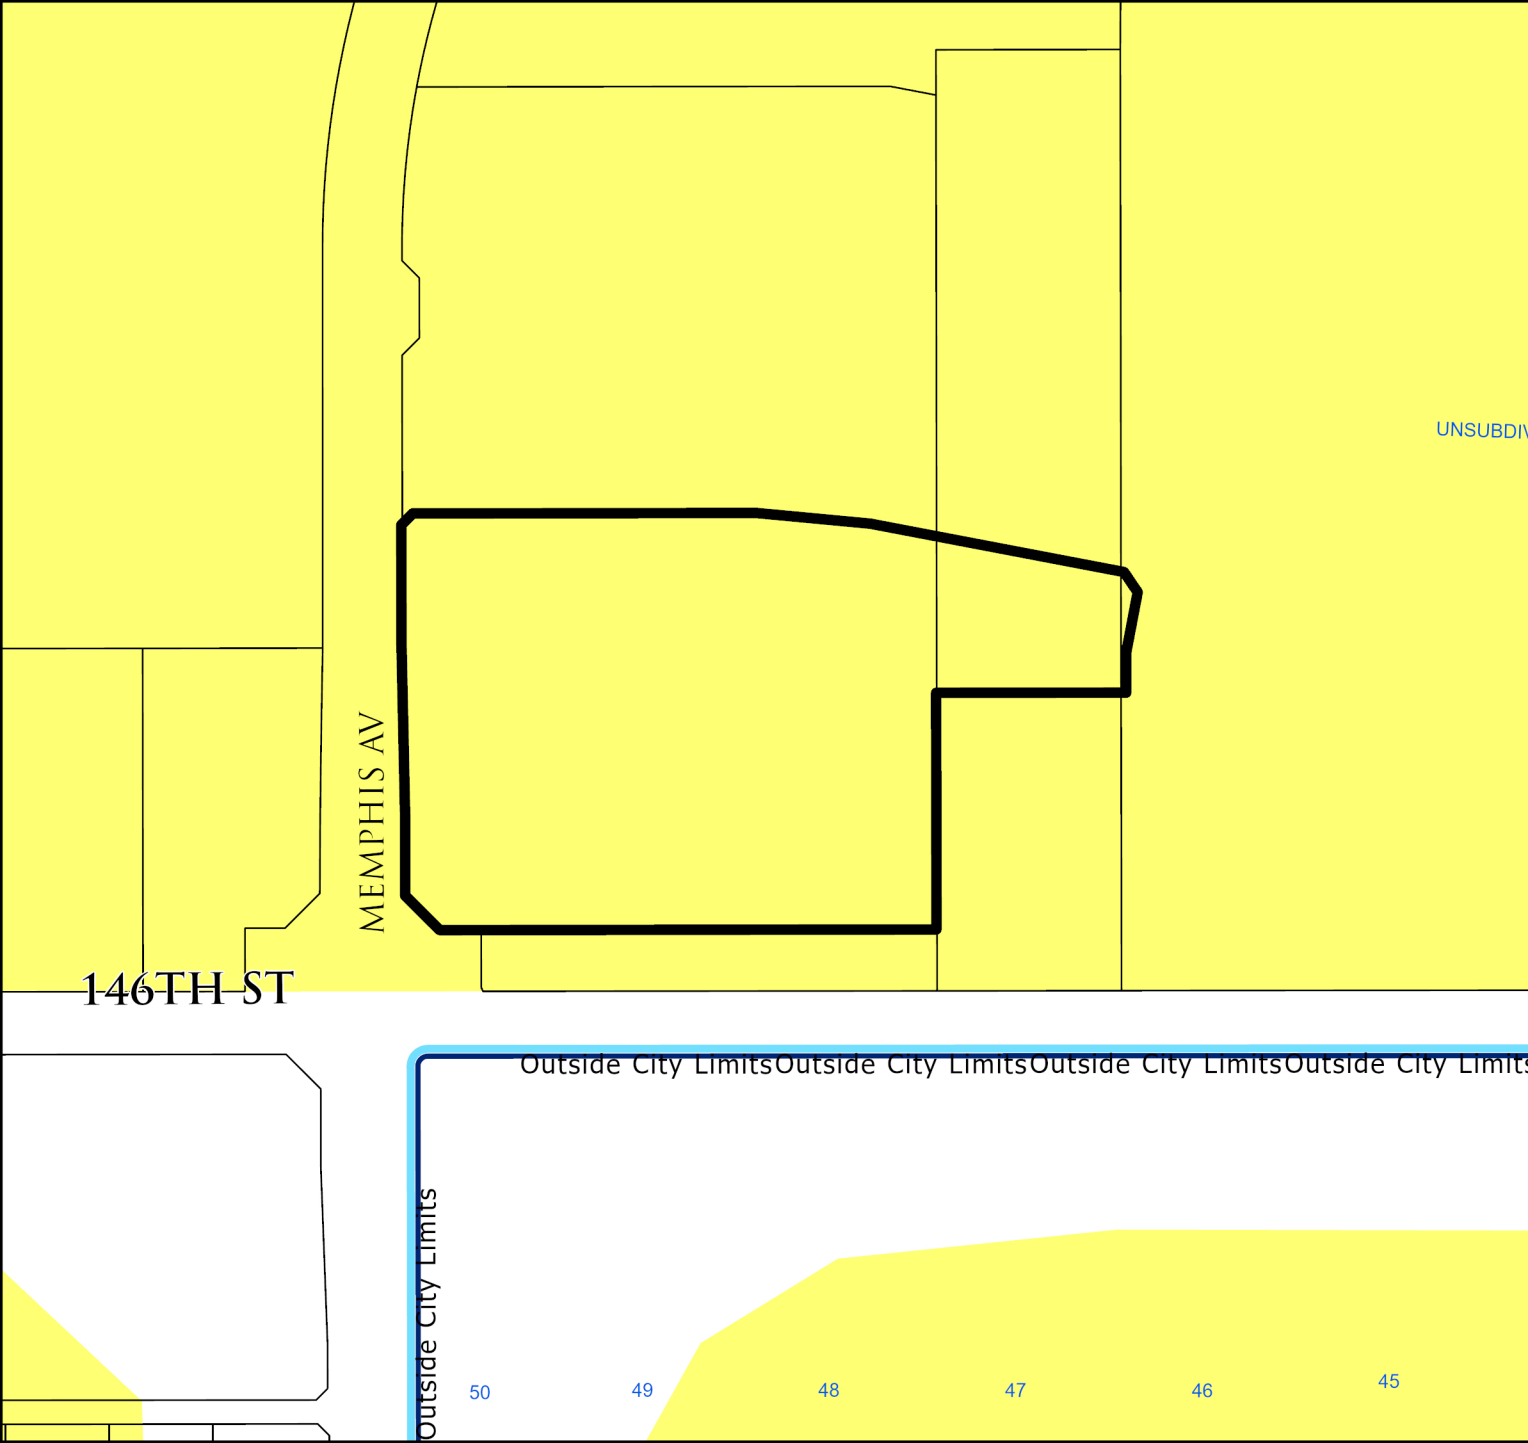 UNSUBDIV
MEMPHIS AV
146TH ST
Outside City LimitsOutside City LimitsOutside City LimitsOutside City Limits
Outside City Limits
50 49 48 47 46 45